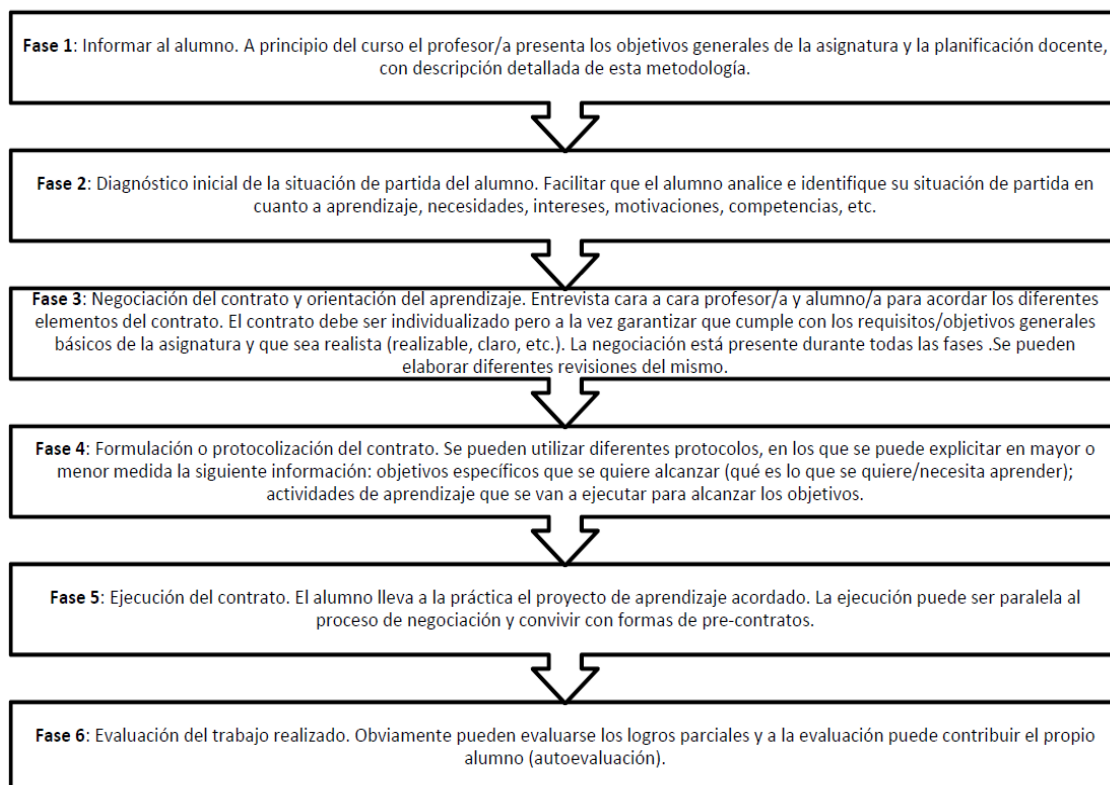 Fase 1: Informar al alumno. A principio del curso el profesor/a presenta los objetivos generales de la asignatura y la planificación docente,
con descripción detallada de esta metodología.
Fase 2: Diagnóstico inicial de la situación de partida del alumno. Facilitar que el alumno analice e identifique su situación de partida en
cuanto a aprendizaje, necesidades, intereses, motivaciones, competencias, etc.
Fase 3: Negociación del contrato y orientación del aprendizaje. Entrevista cara a cara profesor/a y alumno/a para acordar los diferentes
elementos del contrato. El contrato debe ser individualizado pero a la vez garantizar que cumple con los requisitos/objetivos generales
básicos de la asignatura y que sea realista (realizable, claro, etc.). La negociación está presente durante todas las fases .Se pueden
elaborar diferentes revisiones del mismo.
Fase 4: Formulación o protocolización del contrato. Se pueden utilizar diferentes protocolos, en los que se puede explicitar en mayor o
menor medida la siguiente información: objetivos específicos que se quiere alcanzar (qué es lo que se quiere/necesita aprender);
actividades de aprendizaje que se van a ejecutar para alcanzar los objetivos.
Fase 5: Ejecución del contrato. El alumno lleva a la práctica el proyecto de aprendizaje acordado. La ejecución puede ser paralela al
proceso de negociación y convivir con formas de pre-contratos.
Fase 6: Evaluación del trabajo realizado. Obviamente pueden evaluarse los logros parciales y a la evaluación puede contribuir el propio
alumno (autoevaluación).